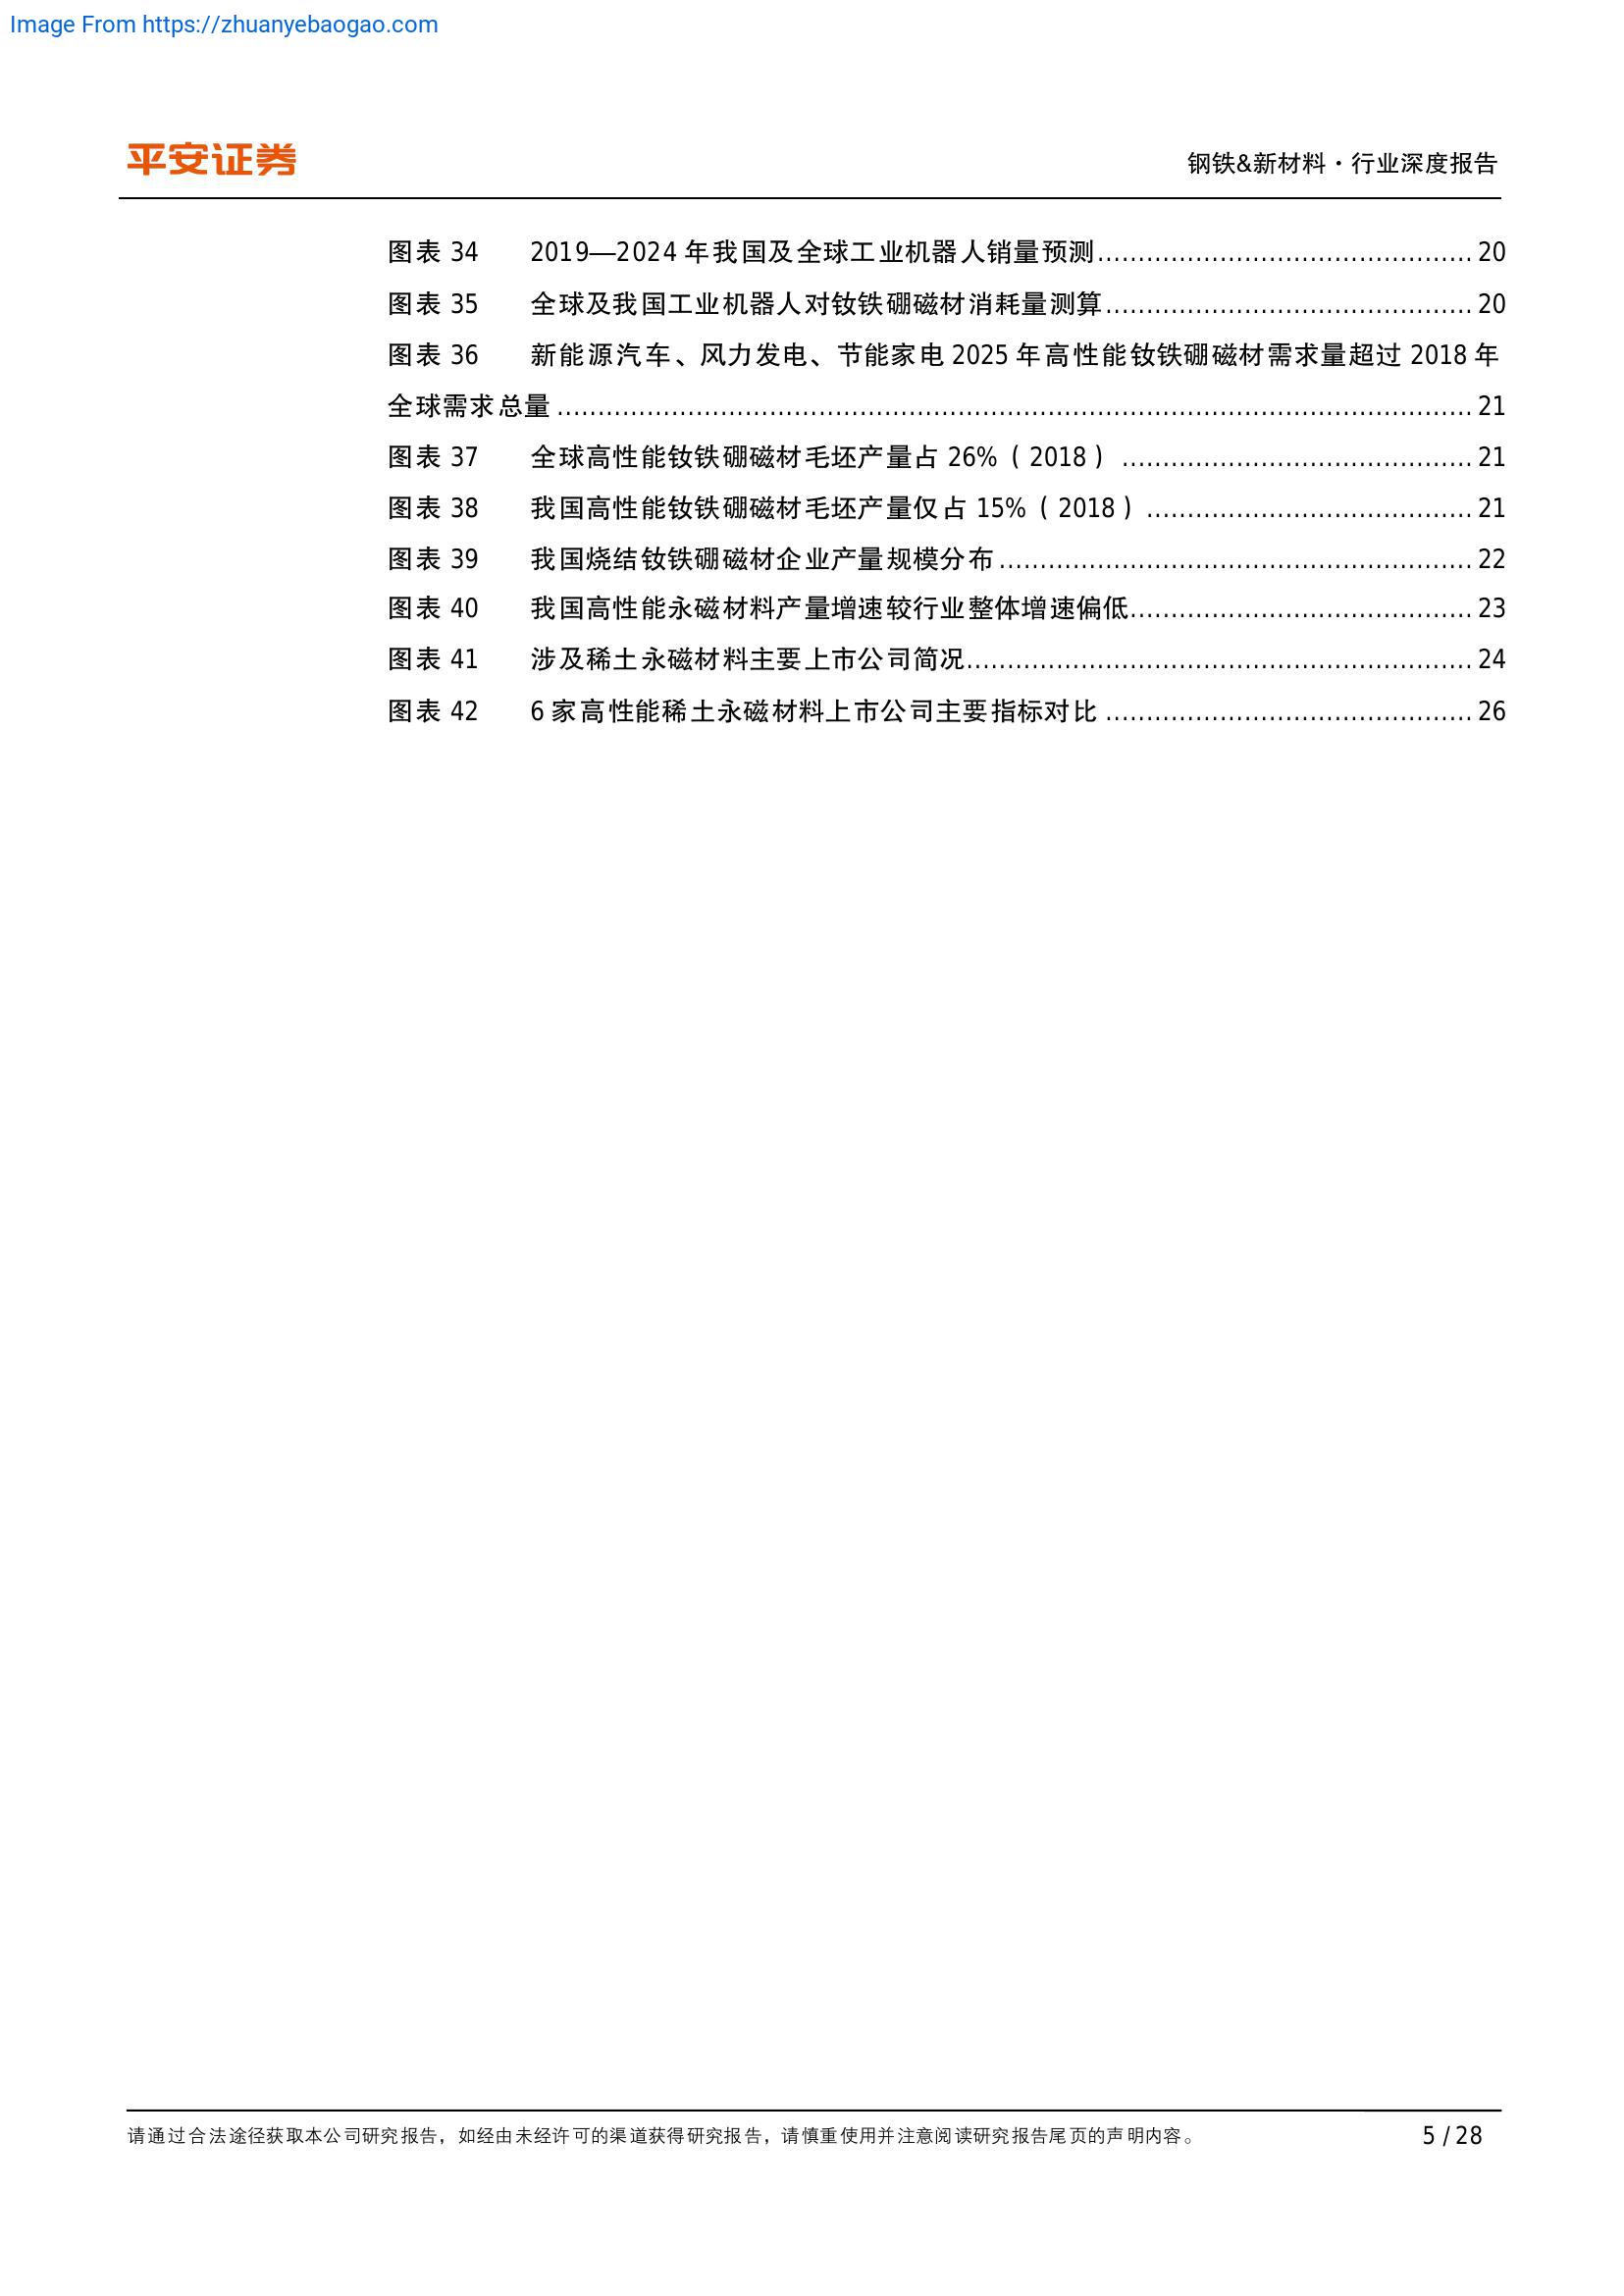 Image From https://zhuanyebaogao.com
平安证券
钢铁&新材料·行业深度报告
图表 34 2019—2024 年我国及全球工业机器人销量预测 20
图表 35 全球及我国工业机器人对钕铁硼磁材消耗量测算 20
图表 36 新能源汽车、风力发电、节能家电 2025 年高性能钕铁硼磁材需求量超过 2018 年
全球需求总量 21
图表 37 全球高性能钕铁硼磁材毛坯产量占 26%(2018) 21
图表 38 我国高性能钕铁硼磁材毛坯产量仅占 15%(2018) 21
图表 39 我国烧结钕铁硼磁材企业产量规模分布 22
图表 40 我国高性能永磁材料产量增速较行业整体增速偏低 23
图表 41 涉及稀土永磁材料主要上市公司简况 24
图表 42 6 家高性能稀土永磁材料上市公司主要指标对比 26
请通过合法途径获取本公司研究报告，如经由未经许可的渠道获得研究报告，请慎重使用并注意阅读研究报告尾页的声明内容。 5 / 28